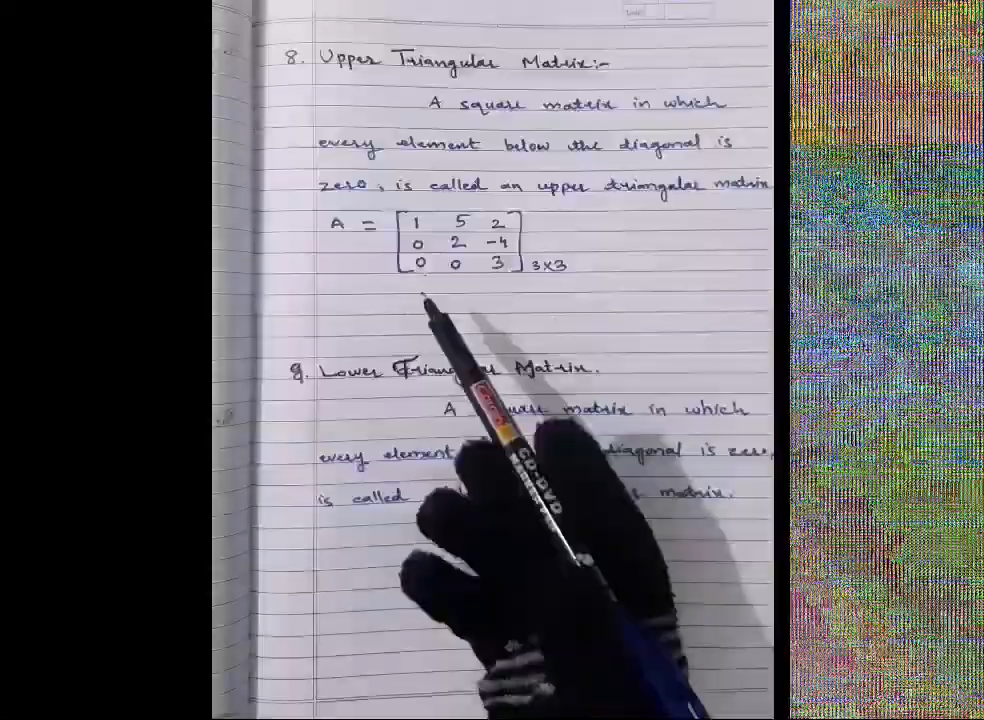 8. Upper Triangular Matrix:-
A square matrix in which
every element below the diagonal is
zero, is called an upper triangular matrix
A = [ 1 5 2
0 2 -4
0 0 3 ] 3x3
9. Lower Matrix.
A matrix in which
every element diagonal is zero,
is called matrix.